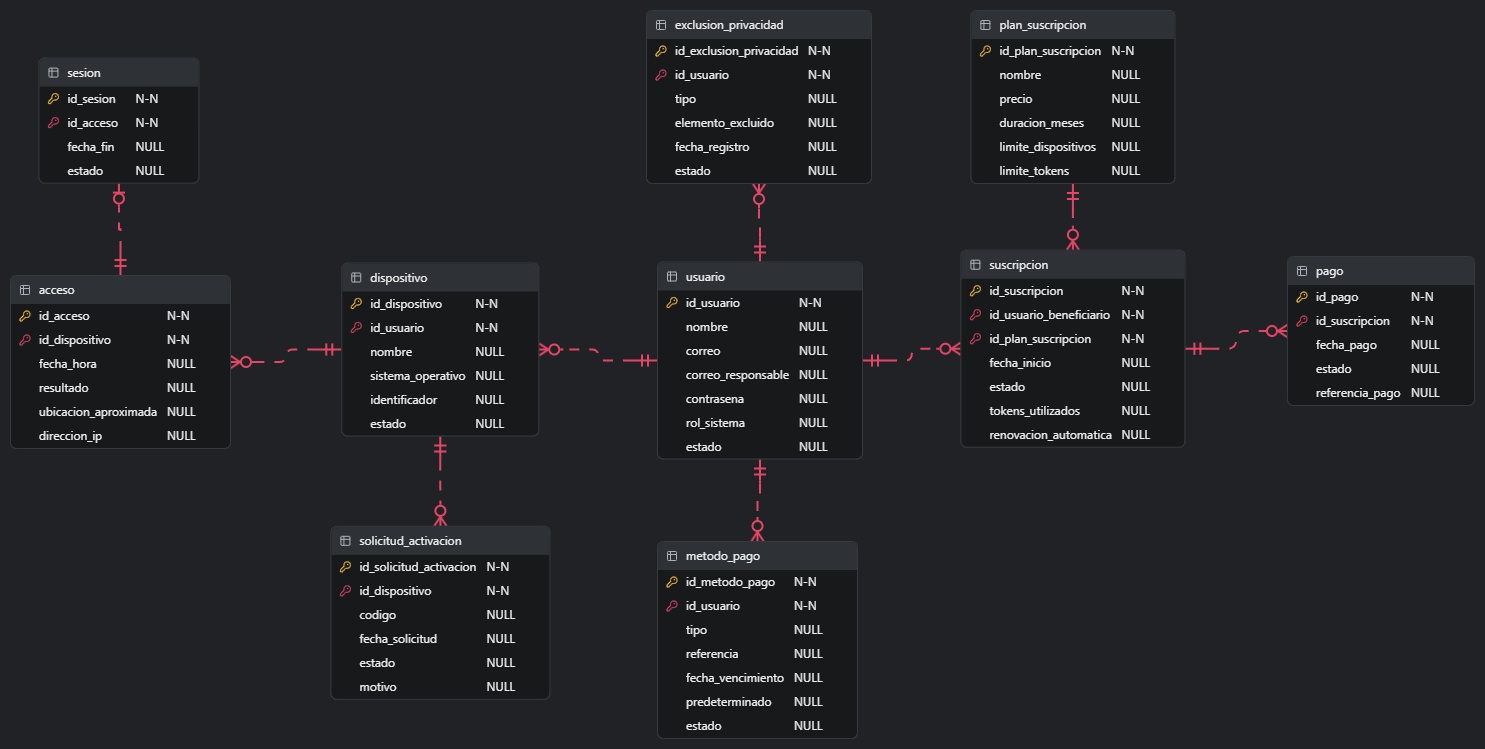 sesion
id_sesion N-N
id_acceso N-N
fecha_fin NULL
estado NULL
acceso
id_acceso N-N
id_dispositivo N-N
fecha_hora NULL
resultado NULL
ubicacion_aproximada NULL
direccion_ip NULL
dispositivo
id_dispositivo N-N
id_usuario N-N
nombre NULL
sistema_operativo NULL
identificador NULL
estado NULL
solicitud_activacion
id_solicitud_activacion N-N
id_dispositivo N-N
codigo NULL
fecha_solicitud NULL
estado NULL
motivo NULL
exclusion_privacidad
id_exclusion_privacidad N-N
id_usuario N-N
tipo NULL
elemento_excluido NULL
fecha_registro NULL
estado NULL
usuario
id_usuario N-N
nombre NULL
correo NULL
correo_responsable NULL
contrasena NULL
rol_sistema NULL
estado NULL
metodo_pago
id_metodo_pago N-N
id_usuario N-N
tipo NULL
referencia NULL
fecha_vencimiento NULL
predeterminado NULL
estado NULL
plan_suscripcion
id_plan_suscripcion N-N
nombre NULL
precio NULL
duracion_meses NULL
limite_dispositivos NULL
limite_tokens NULL
suscripcion
id_suscripcion N-N
id_usuario_beneficiario N-N
id_plan_suscripcion N-N
fecha_inicio NULL
estado NULL
tokens_utilizados NULL
renovacion_automatica NULL
pago
id_pago N-N
id_suscripcion N-N
fecha_pago NULL
estado NULL
referencia_pago NULL